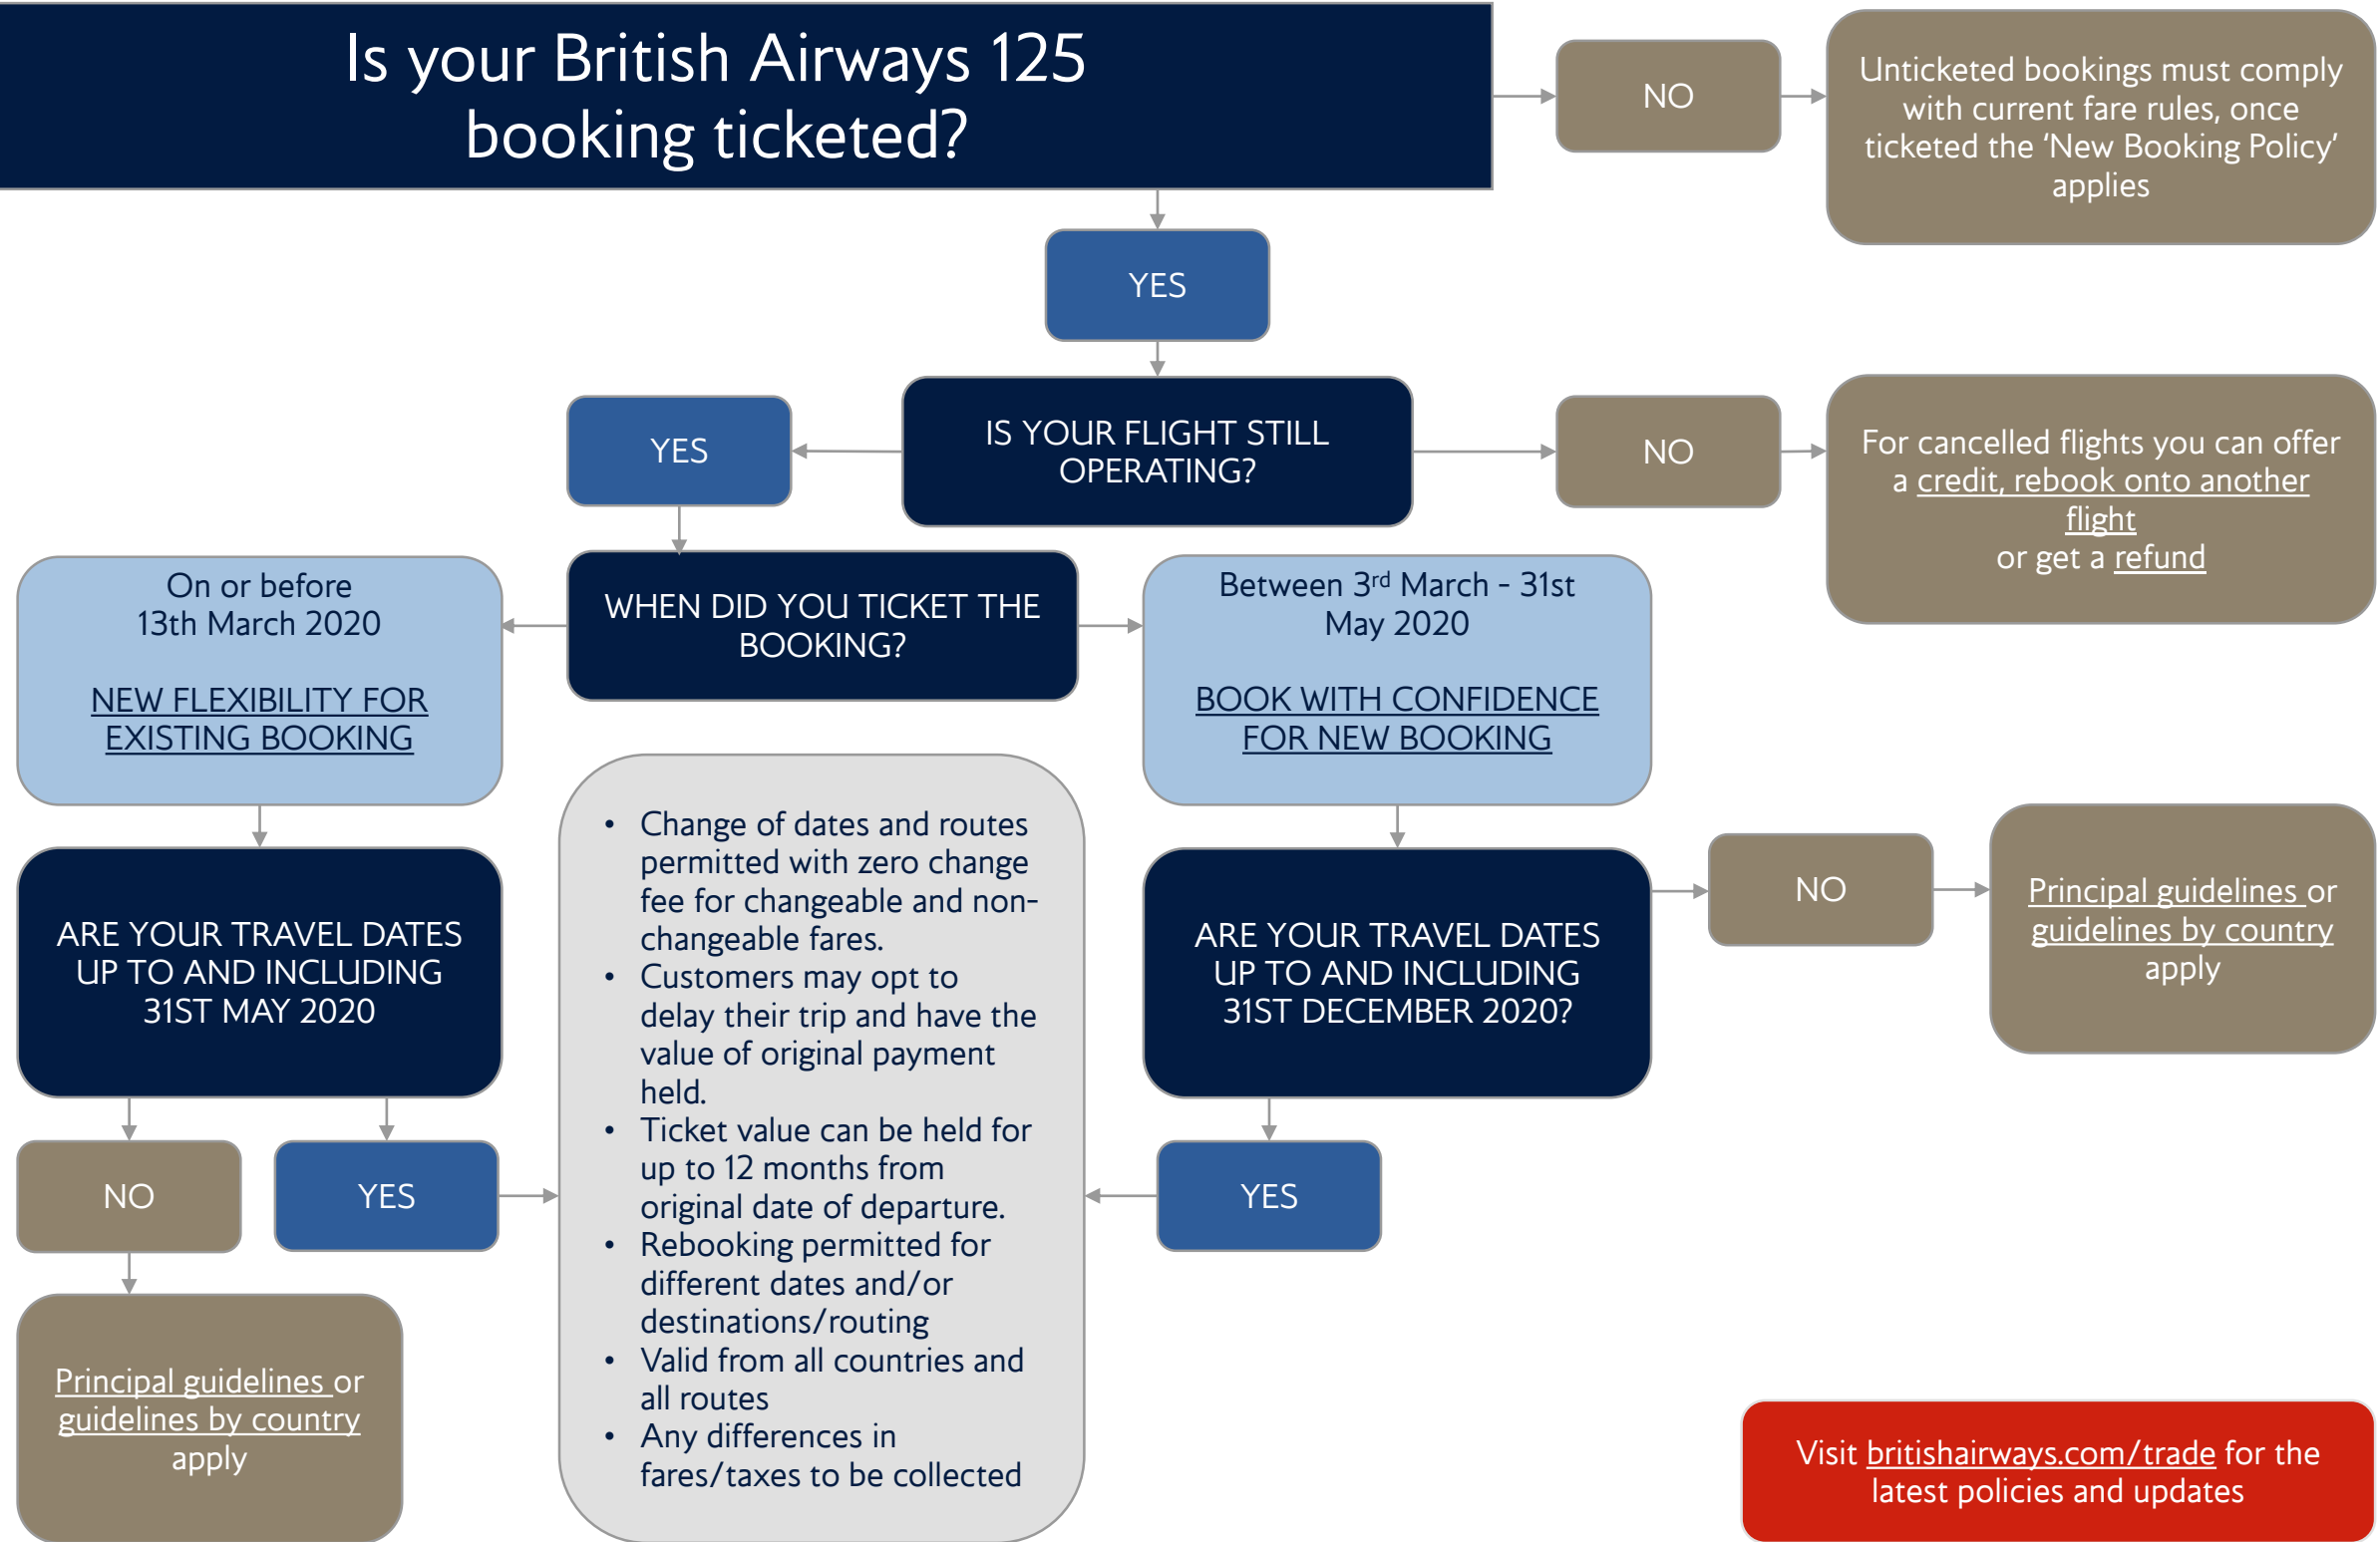 Is your British Airways 125
booking ticketed?
NO
Unticketed bookings must comply
with current fare rules, once
ticketed the ‘New Booking Policy’
applies
YES
YES
IS YOUR FLIGHT STILL
OPERATING?
NO
For cancelled flights you can offer
a credit, rebook onto another
flight
or get a refund
On or before
13th March 2020
NEW FLEXIBILITY FOR
EXISTING BOOKING
WHEN DID YOU TICKET THE
BOOKING?
Between 3rd March - 31st
May 2020
BOOK WITH CONFIDENCE
FOR NEW BOOKING
ARE YOUR TRAVEL DATES
UP TO AND INCLUDING
31ST MAY 2020
• Change of dates and routes
permitted with zero change
fee for changeable and non-
changeable fares.
• Customers may opt to
delay their trip and have the
value of original payment
held.
• Ticket value can be held for
up to 12 months from
original date of departure.
• Rebooking permitted for
different dates and/or
destinations/routing
• Valid from all countries and
all routes
• Any differences in
fares/taxes to be collected
ARE YOUR TRAVEL DATES
UP TO AND INCLUDING
31ST DECEMBER 2020?
NO
Principal guidelines or
guidelines by country
apply
NO
YES
YES
Principal guidelines or
guidelines by country
apply
Visit britishairways.com/trade for the
latest policies and updates